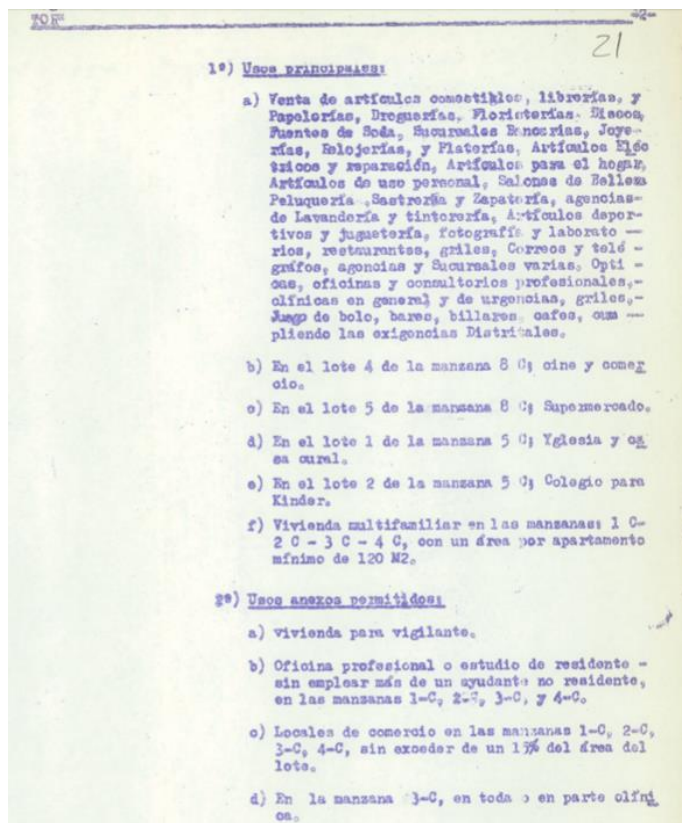 TOR"
-2-
21
1º) Usos principales:
a) Venta de artículos comestibles, librerías, y
Papelorías, Droguerías, Floristerías. Discos,
Fuentes de Soda, Sucursales Bancarias, Joye-
rías, Relojerías, y Platerías, Artículos Eléc
tricos y reparación, Artículos para el hogar,
Artículos de uso personal, Salones de Belleza
Peluquería ,Sastrería y Zapatería, agencias-
de Lavandería y tintorería, Artículos depor-
tivos y juguetería, fotografía y laborato —
rios, restaurantes, griles, Correos y telé -
grafos, agencias y Sucursales varias, Opti -
cas, oficinas y consultorios profesionales,-
clínicas en general y de urgencias, griles,-
Juego de bolo, bares, billares, cafes, cum —
pliendo las exigencias Distritales.
b) En el lote 4 de la manzana 8 C; cine y comer
cio.
c) En el lote 5 de la manzana 8 C; Supermercado.
d) En el lote 1 de la manzana 5 C; Yglesia y ca
sa cural.
e) En el lote 2 de la manzana 5 C; Colegio para
Kinder.
f) Vivienda multifamiliar en las manzanas: 1 C-
2 C - 3 C - 4 C, con un área por apartamento
mínimo de 120 M2.
2º) Usos anexos permitidos:
a) vivienda para vigilante.
b) Oficina profesional o estudio de residente -
sin emplear más de un ayudante no residente,
en las manzanas 1-C, 2-C, 3-C, y 4-C.
c) Locales de comercio en las manzanas 1-C, 2-C,
3-C, 4-C, sin exceder de un 15% del área del
lote.
d) En la manzana 3-C, en toda o en parte clíni
ca.